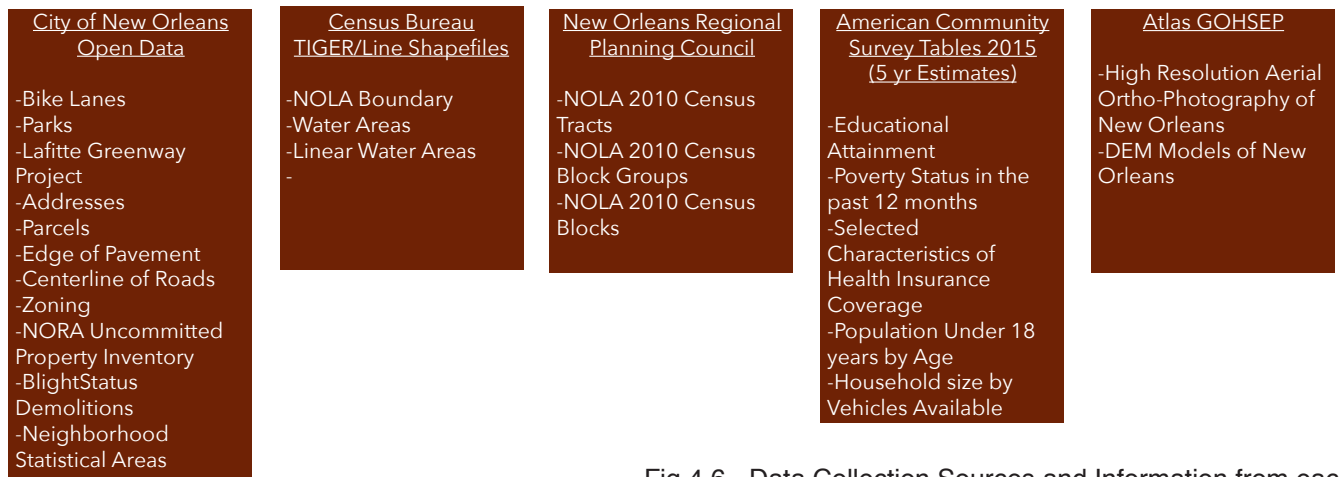 City of New Orleans
Open Data
-Bike Lanes
-Parks
-Lafitte Greenway
Project
-Addresses
-Parcels
-Edge of Pavement
-Centerline of Roads
-Zoning
-NORA Uncommitted
Property Inventory
-BlightStatus
Demolitions
-Neighborhood
Statistical Areas
Census Bureau
TIGER/Line Shapefiles
-NOLA Boundary
-Water Areas
-Linear Water Areas
-
New Orleans Regional
Planning Council
-NOLA 2010 Census
Tracts
-NOLA 2010 Census
Block Groups
-NOLA 2010 Census
Blocks
American Community
Survey Tables 2015
(5 yr Estimates)
-Educational
Attainment
-Poverty Status in the
past 12 months
-Selected
Characteristics of
Health Insurance
Coverage
-Population Under 18
years by Age
-Household size by
Vehicles Available
Atlas GOHSEP
-High Resolution Aerial
Ortho-Photography of
New Orleans
-DEM Models of New
Orleans
Fig 4.6 Data Collection Sources and Information from